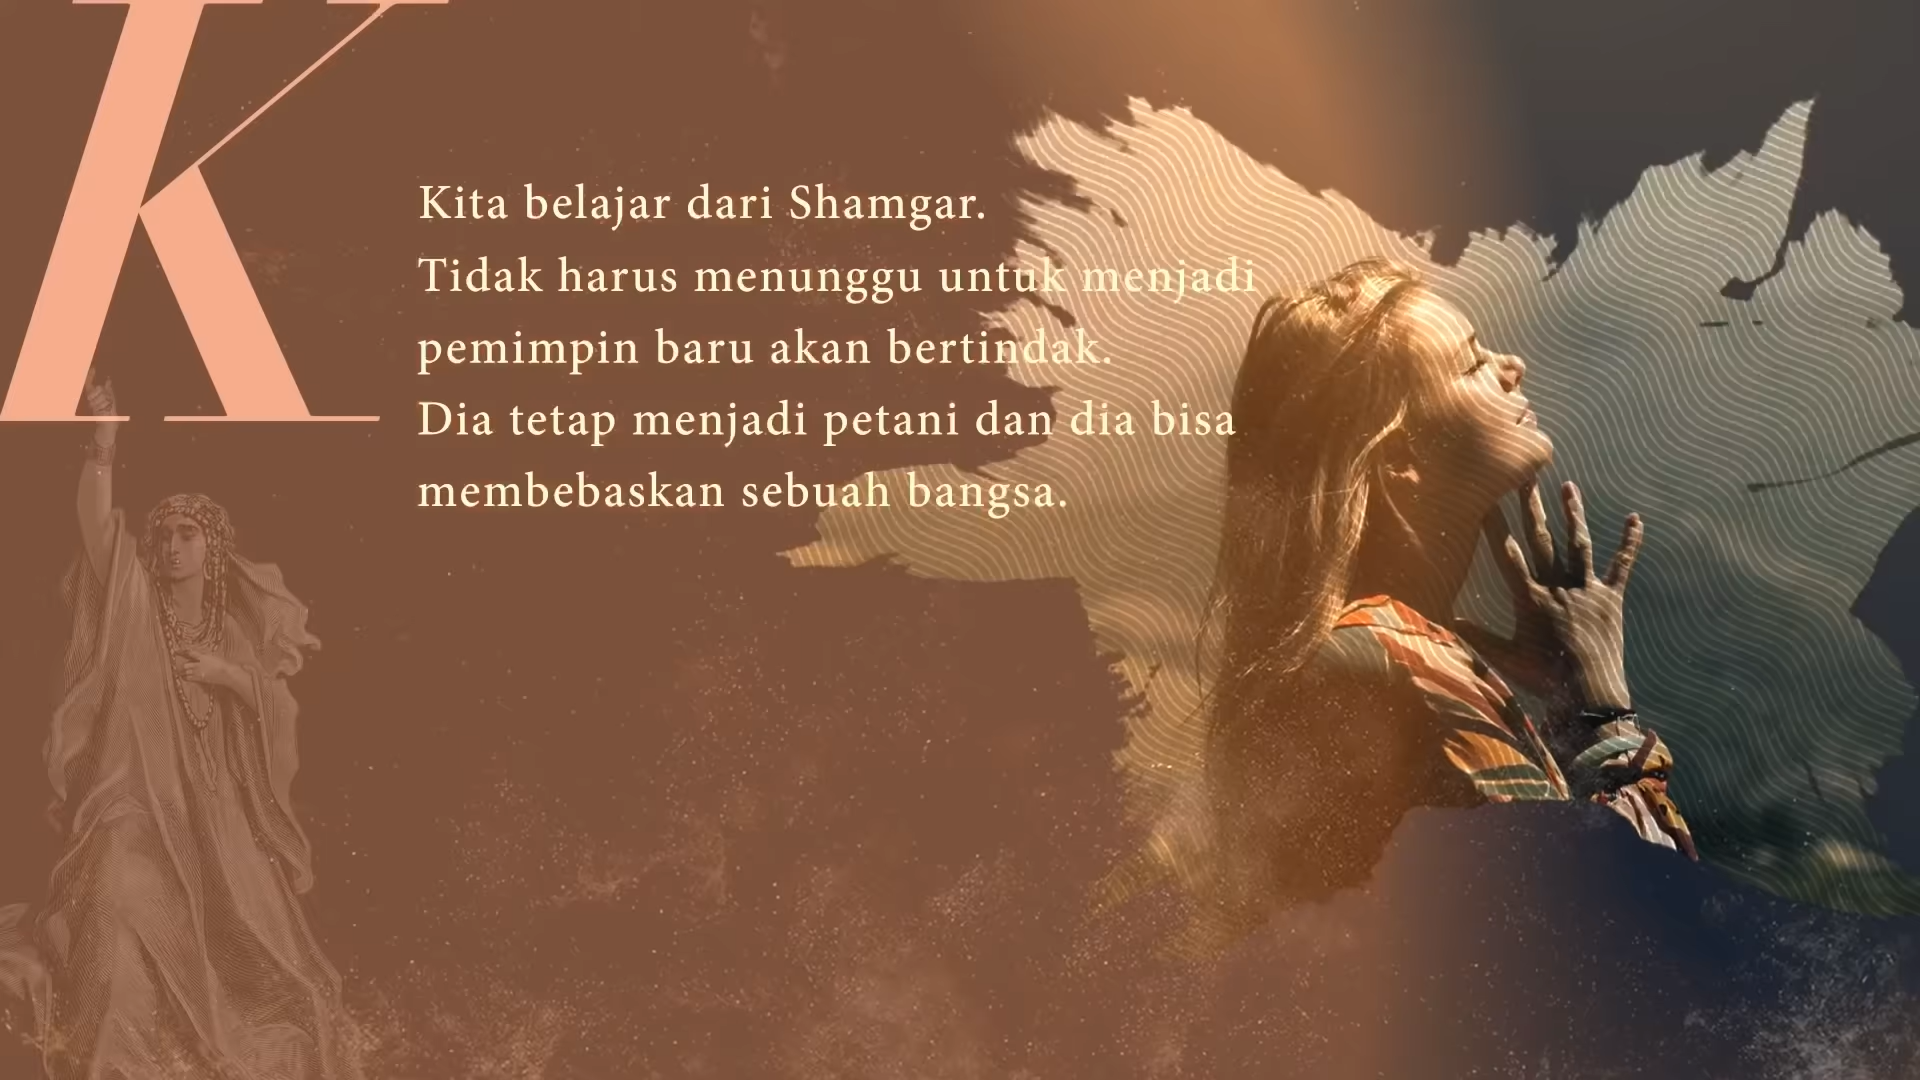 K
Kita belajar dari Shamgar.
Tidak harus menunggu untuk menjadi
pemimpin baru akan bertindak.
Dia tetap menjadi petani dan dia bisa
membebaskan sebuah bangsa.